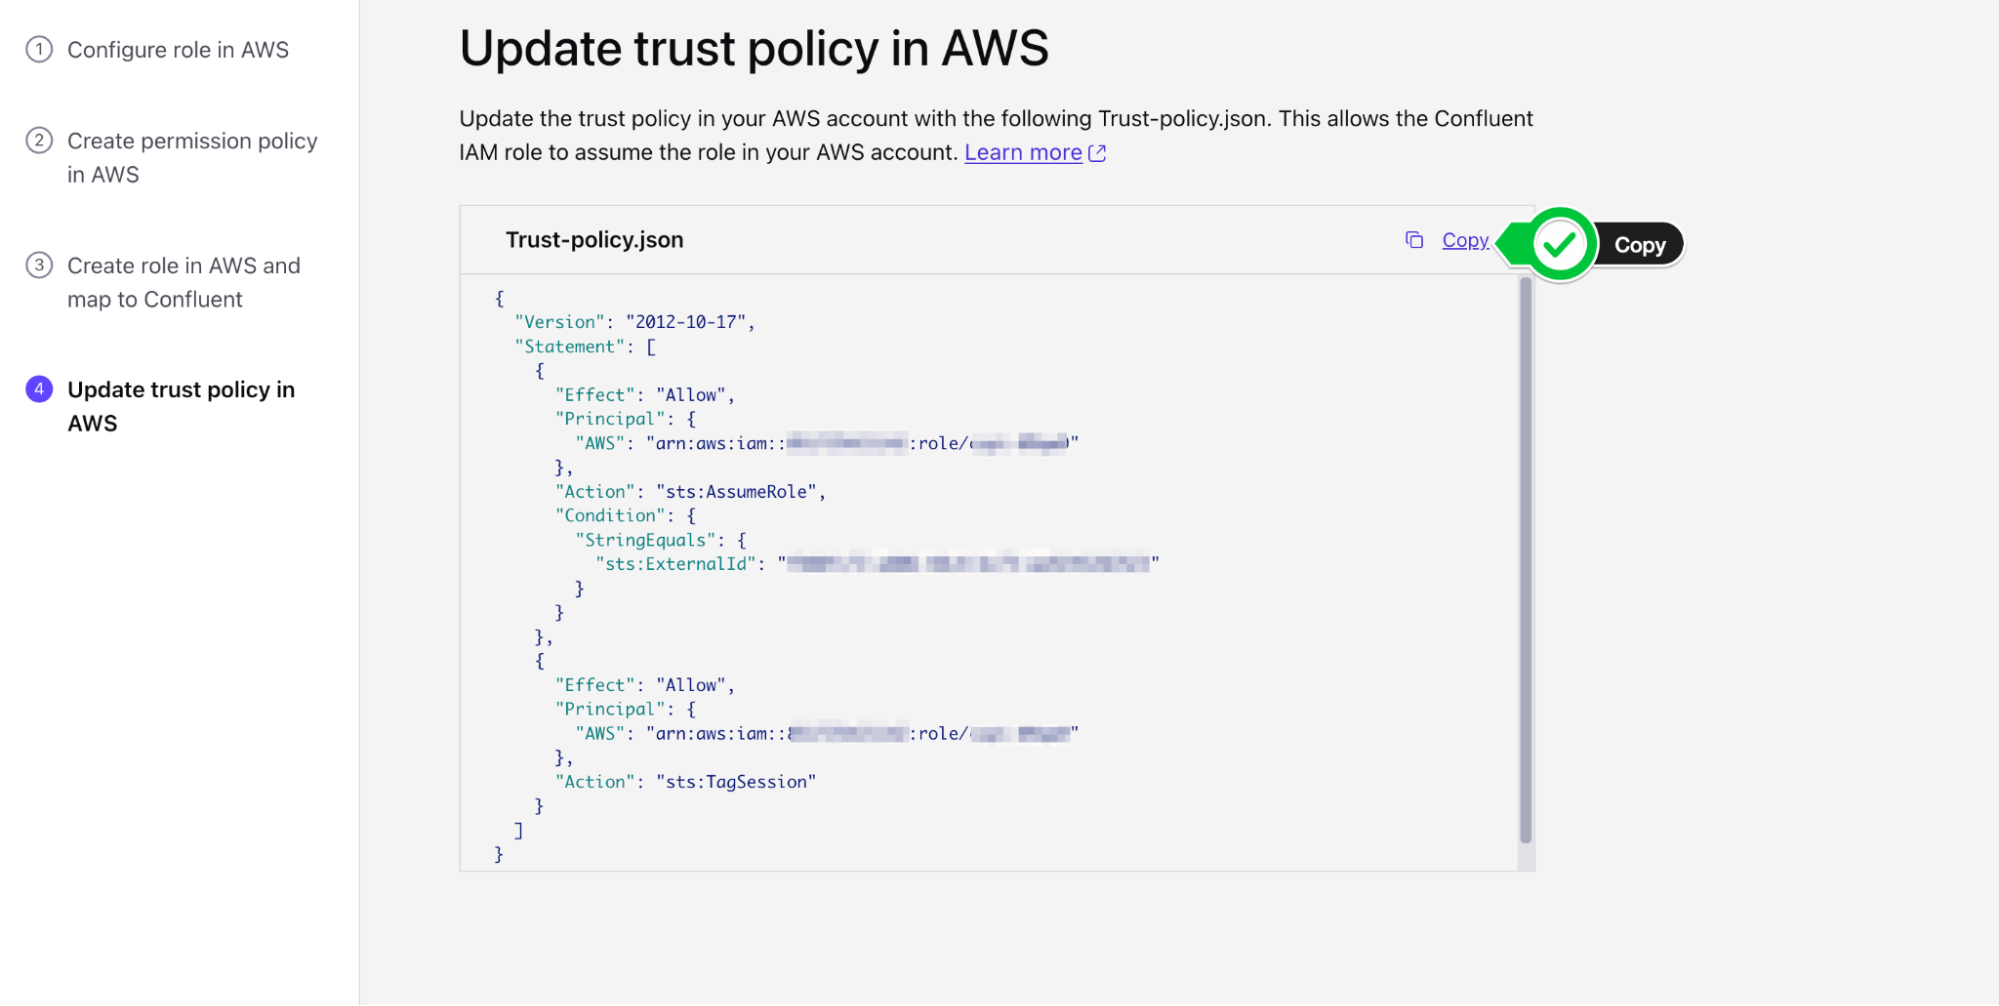 1 Configure role in AWS
2 Create permission policy
in AWS
3 Create role in AWS and
map to Confluent
4 Update trust policy in
AWS
Update trust policy in AWS
Update the trust policy in your AWS account with the following Trust-policy.json. This allows the Confluent
IAM role to assume the role in your AWS account. Learn more
Trust-policy.json
Copy
Copy
{
"Version": "2012-10-17",
"Statement": [
{
"Effect": "Allow",
"Principal": {
"AWS": "arn:aws:iam:: :role/ "
},
"Action": "sts:AssumeRole",
"Condition": {
"StringEquals": {
"sts:ExternalId": " "
}
}
},
{
"Effect": "Allow",
"Principal": {
"AWS": "arn:aws:iam:: :role/ "
},
"Action": "sts:TagSession"
}
]
}